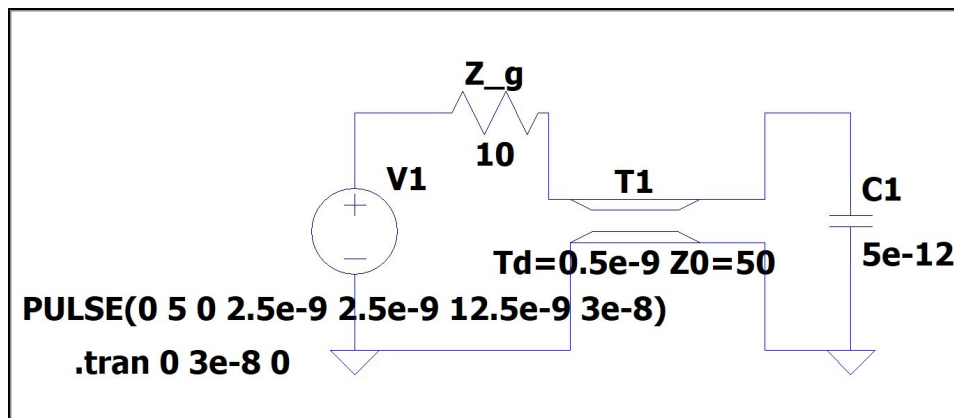 Z_g
10
V1
T1
C1
5e-12
Td=0.5e-9 Z0=50
PULSE(0 5 0 2.5e-9 2.5e-9 12.5e-9 3e-8)
.tran 0 3e-8 0